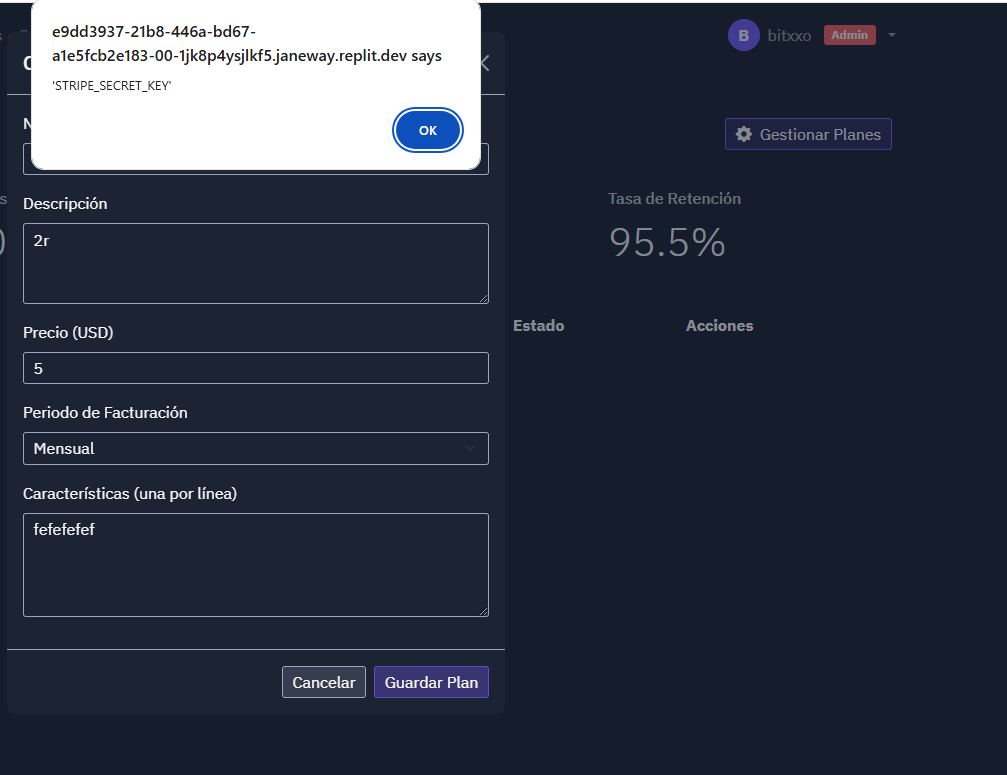 e9dd3937-21b8-446a-bd67-
a1e5fcb2e183-00-1jk8p4ysjlkf5.janeway.replit.dev says
'STRIPE_SECRET_KEY'
OK
B bitxxo Admin
Gestionar Planes
Descripción
2r
Tasa de Retención
95.5%
Precio (USD)
5
Estado
Acciones
Periodo de Facturación
Mensual
Características (una por línea)
fefefefef
Cancelar
Guardar Plan